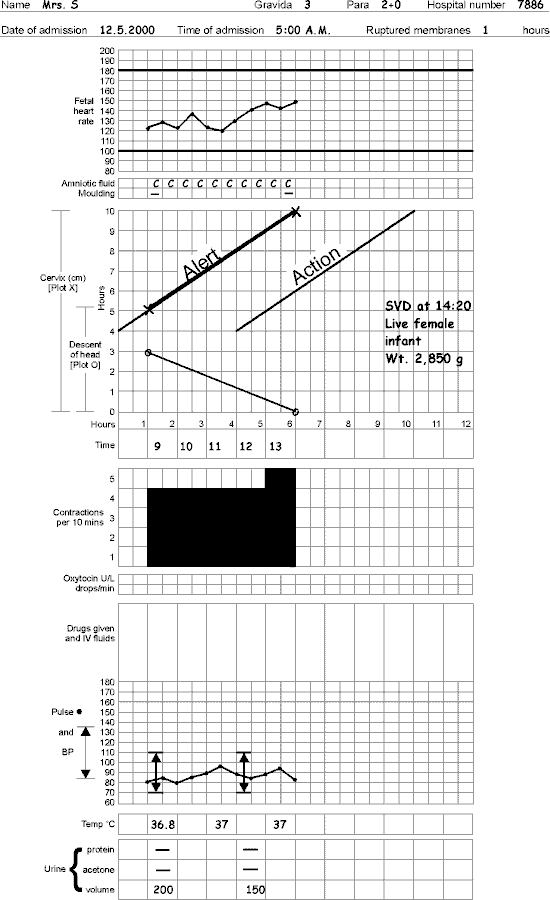 Name Mrs. S Gravida 3 Para 2+0 Hospital number 7886
Date of admission 12.5.2000 Time of admission 5:00 A.M. Ruptured membranes 1 hours
200
190
180
170
160
Fetal 150
heart 140
rate 130
120
110
100
90
80
Amniotic fluid C C C C C C C C C C
Moulding – –
10
9
8
7
Cervix (cm)
[Plot X]
6
Hours
5
4
Descent
of head
[Plot O]
3
2
1
0
Alert
Action
SVD at 14:20
Live female
infant
Wt. 2,850 g
Hours 1 2 3 4 5 6 7 8 9 10 11 12
Time 9 10 11 12 13
5
4
Contractions
per 10 mins
3
2
1
Oxytocin U/L
drops/min
Drugs given
and IV fluids
180
170
160
Pulse 150
140
and 130
120
BP 110
100
90
80
70
60
Temp °C 36.8 37 37
protein – –
Urine acetone – –
volume 200 150